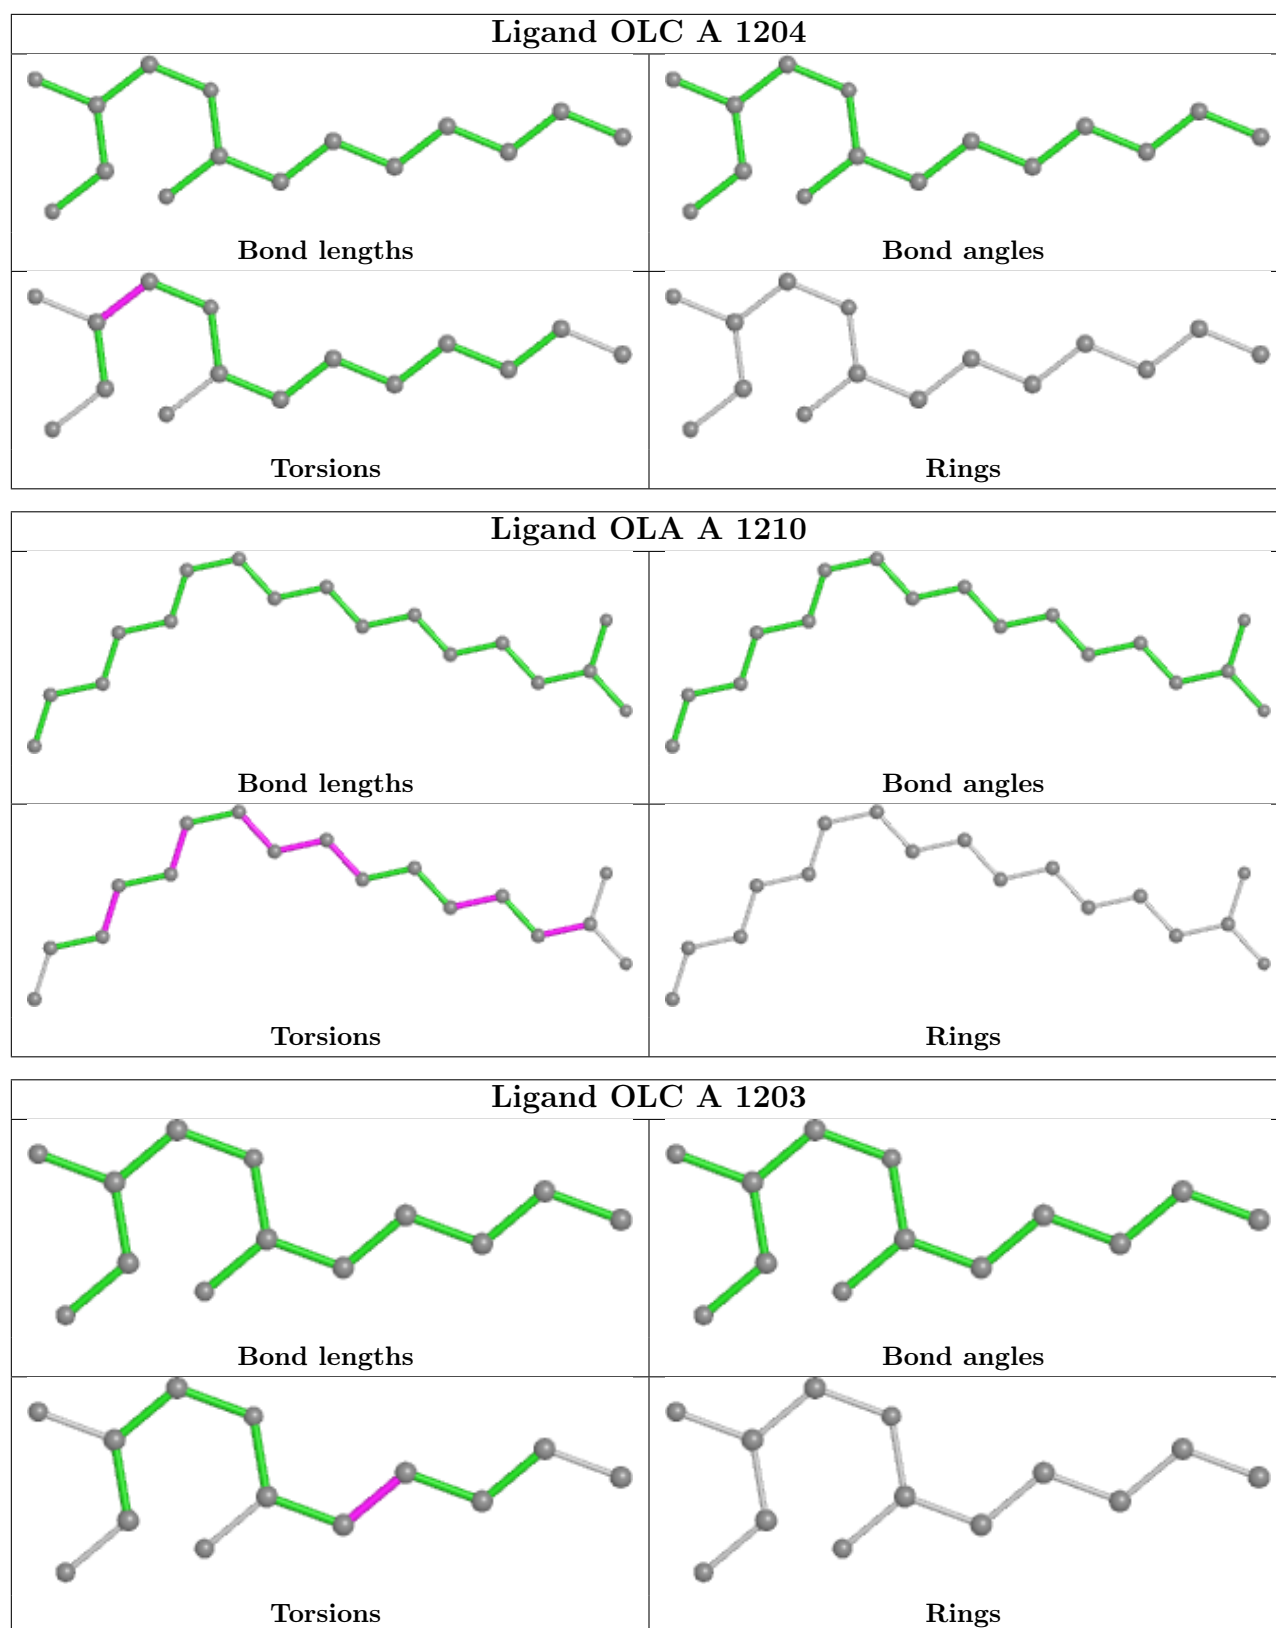 Ligand OLC A 1204
Bond lengths
Bond angles
Torsions
Rings
Ligand OLA A 1210
Bond lengths
Bond angles
Torsions
Rings
Ligand OLC A 1203
Bond lengths
Bond angles
Torsions
Rings